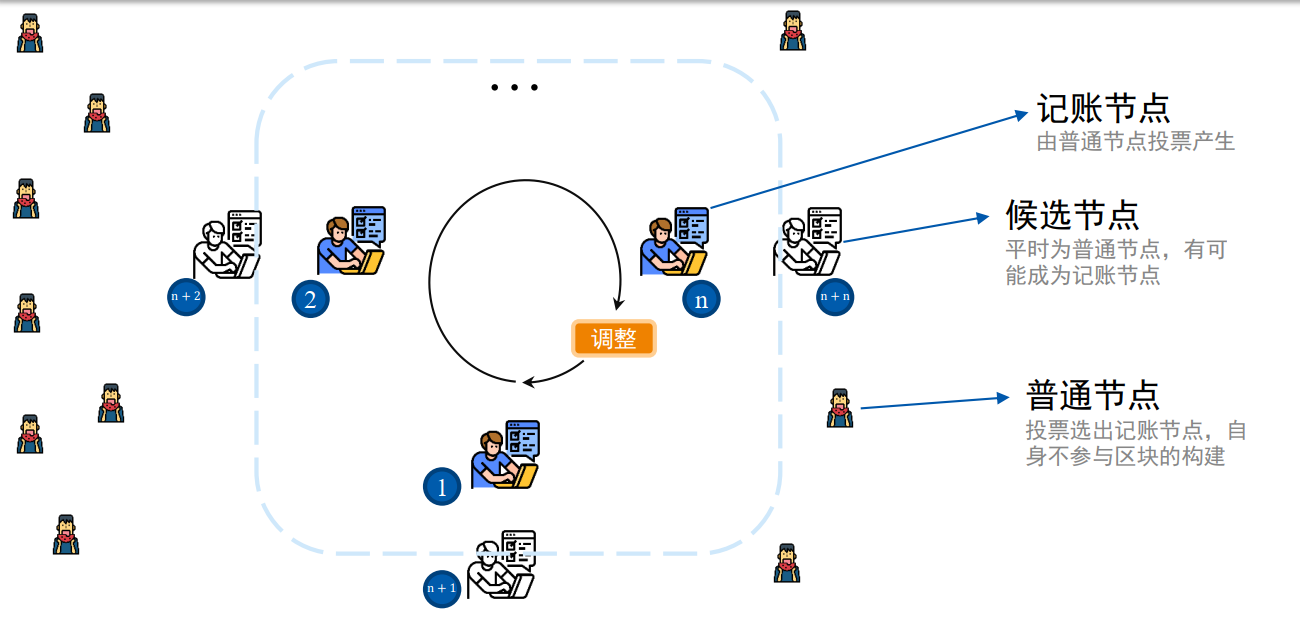 ...
记账节点
由普通节点投票产生
候选节点
平时为普通节点，有可
能成为记账节点
n + 2
2
n
n + n
调整
普通节点
投票选出记账节点，自
身不参与区块的构建
1
n + 1